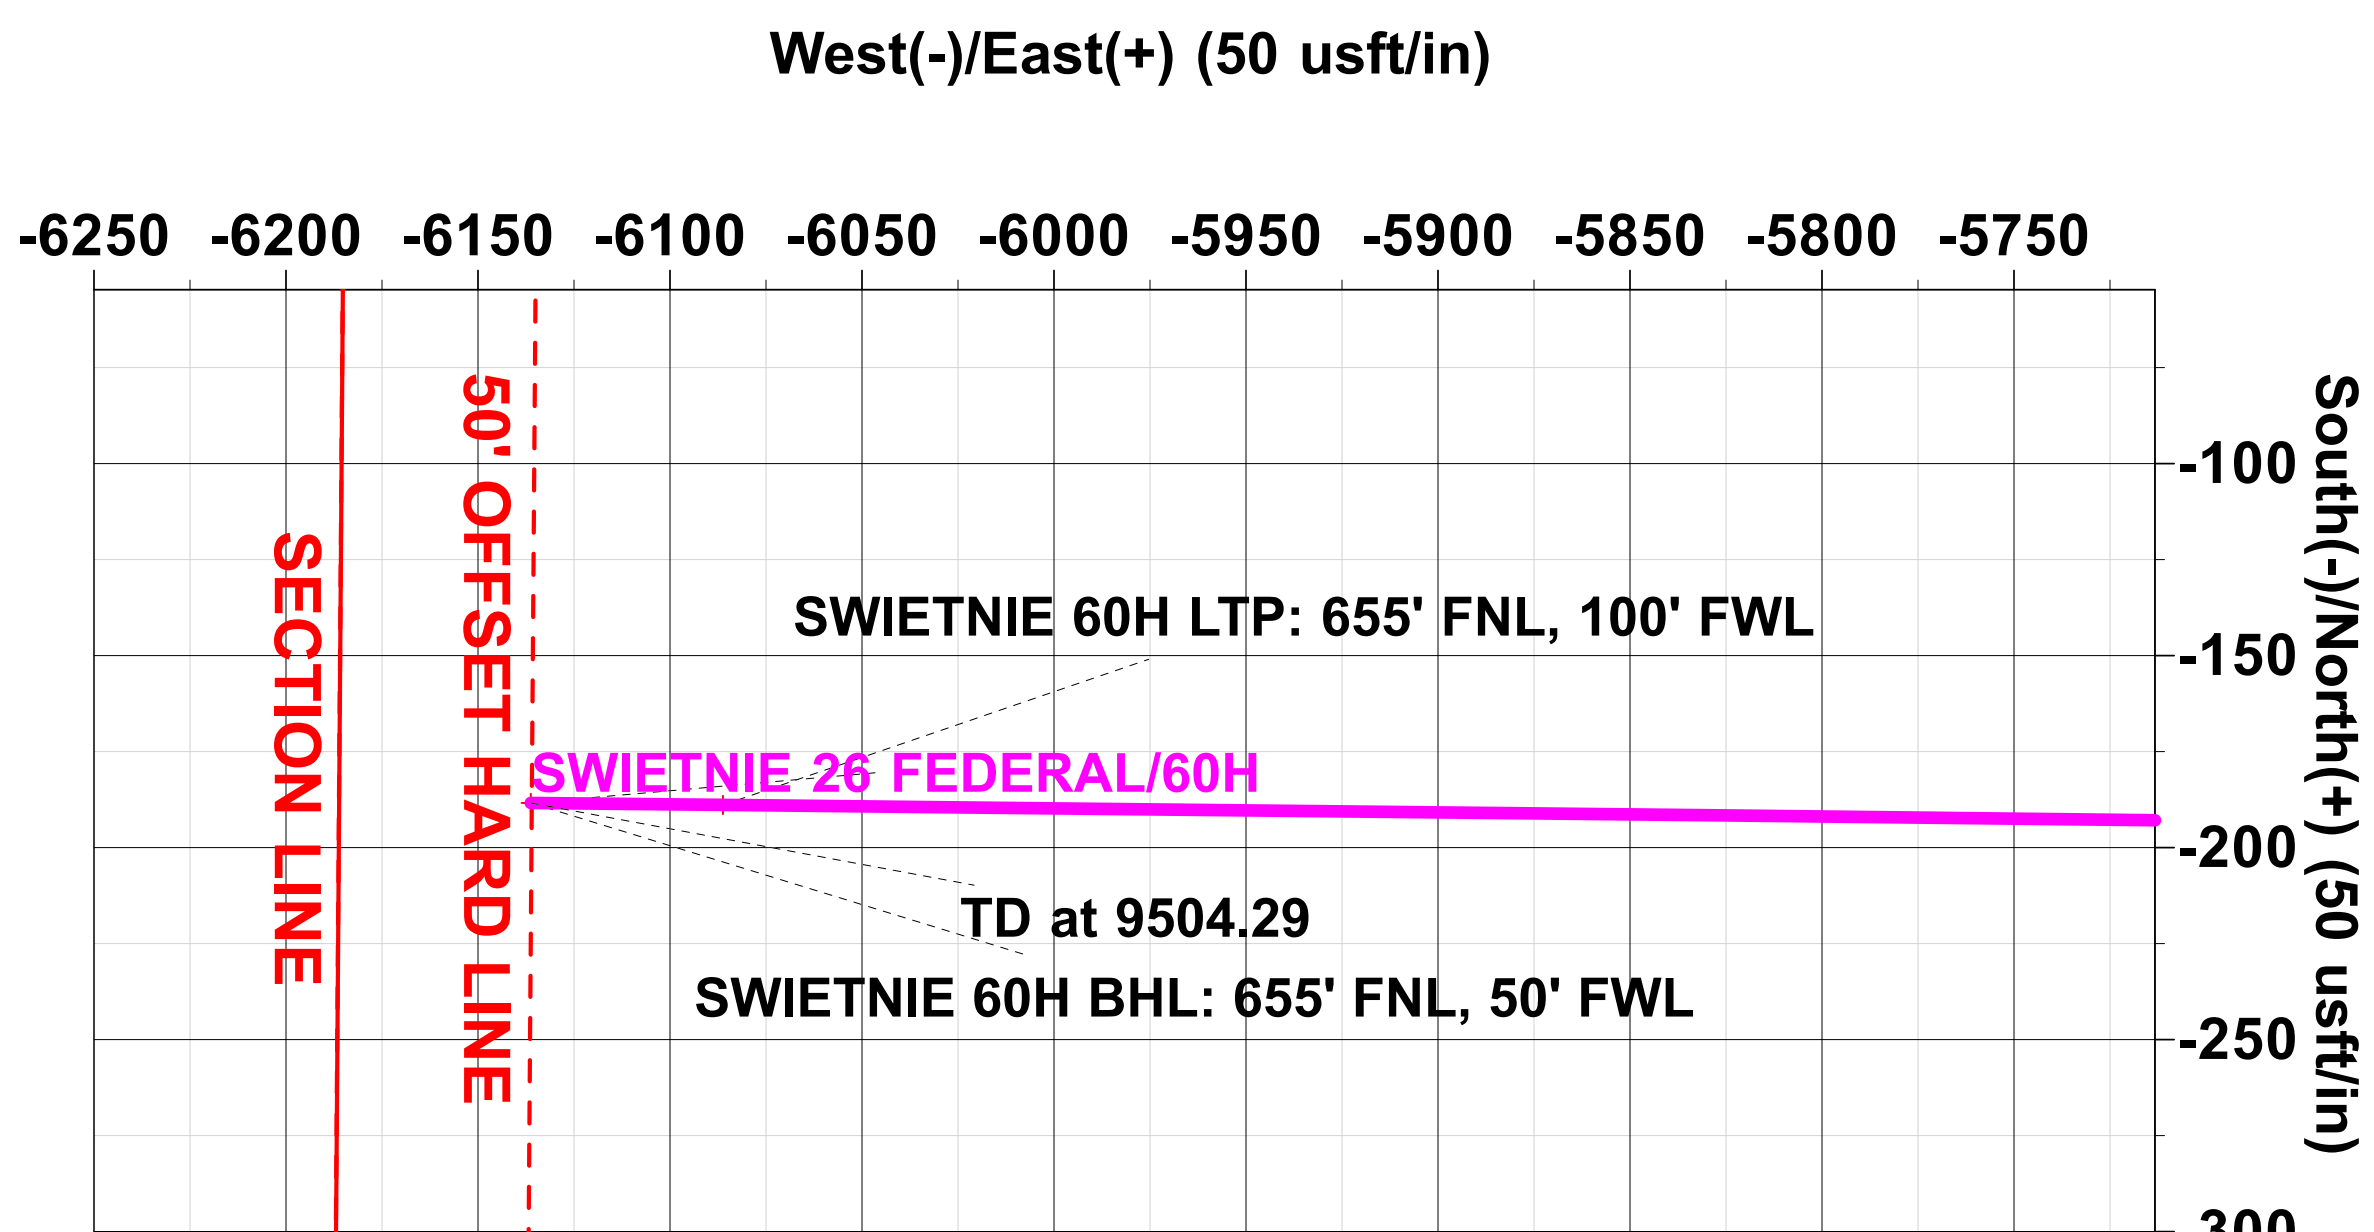 West(-)/East(+) (50 usft/in)
-6250 -6200 -6150 -6100 -6050 -6000 -5950 -5900 -5850 -5800 -5750
SECTION LINE
50' OFFSET HARD LINE
SWIETNIE 60H LTP: 655' FNL, 100' FWL
SWIETNIE 26 FEDERAL/60H
TD at 9504.29
SWIETNIE 60H BHL: 655' FNL, 50' FWL
-100
-150
-200
-250
-300
South(-)/North(+) (50 usft/in)